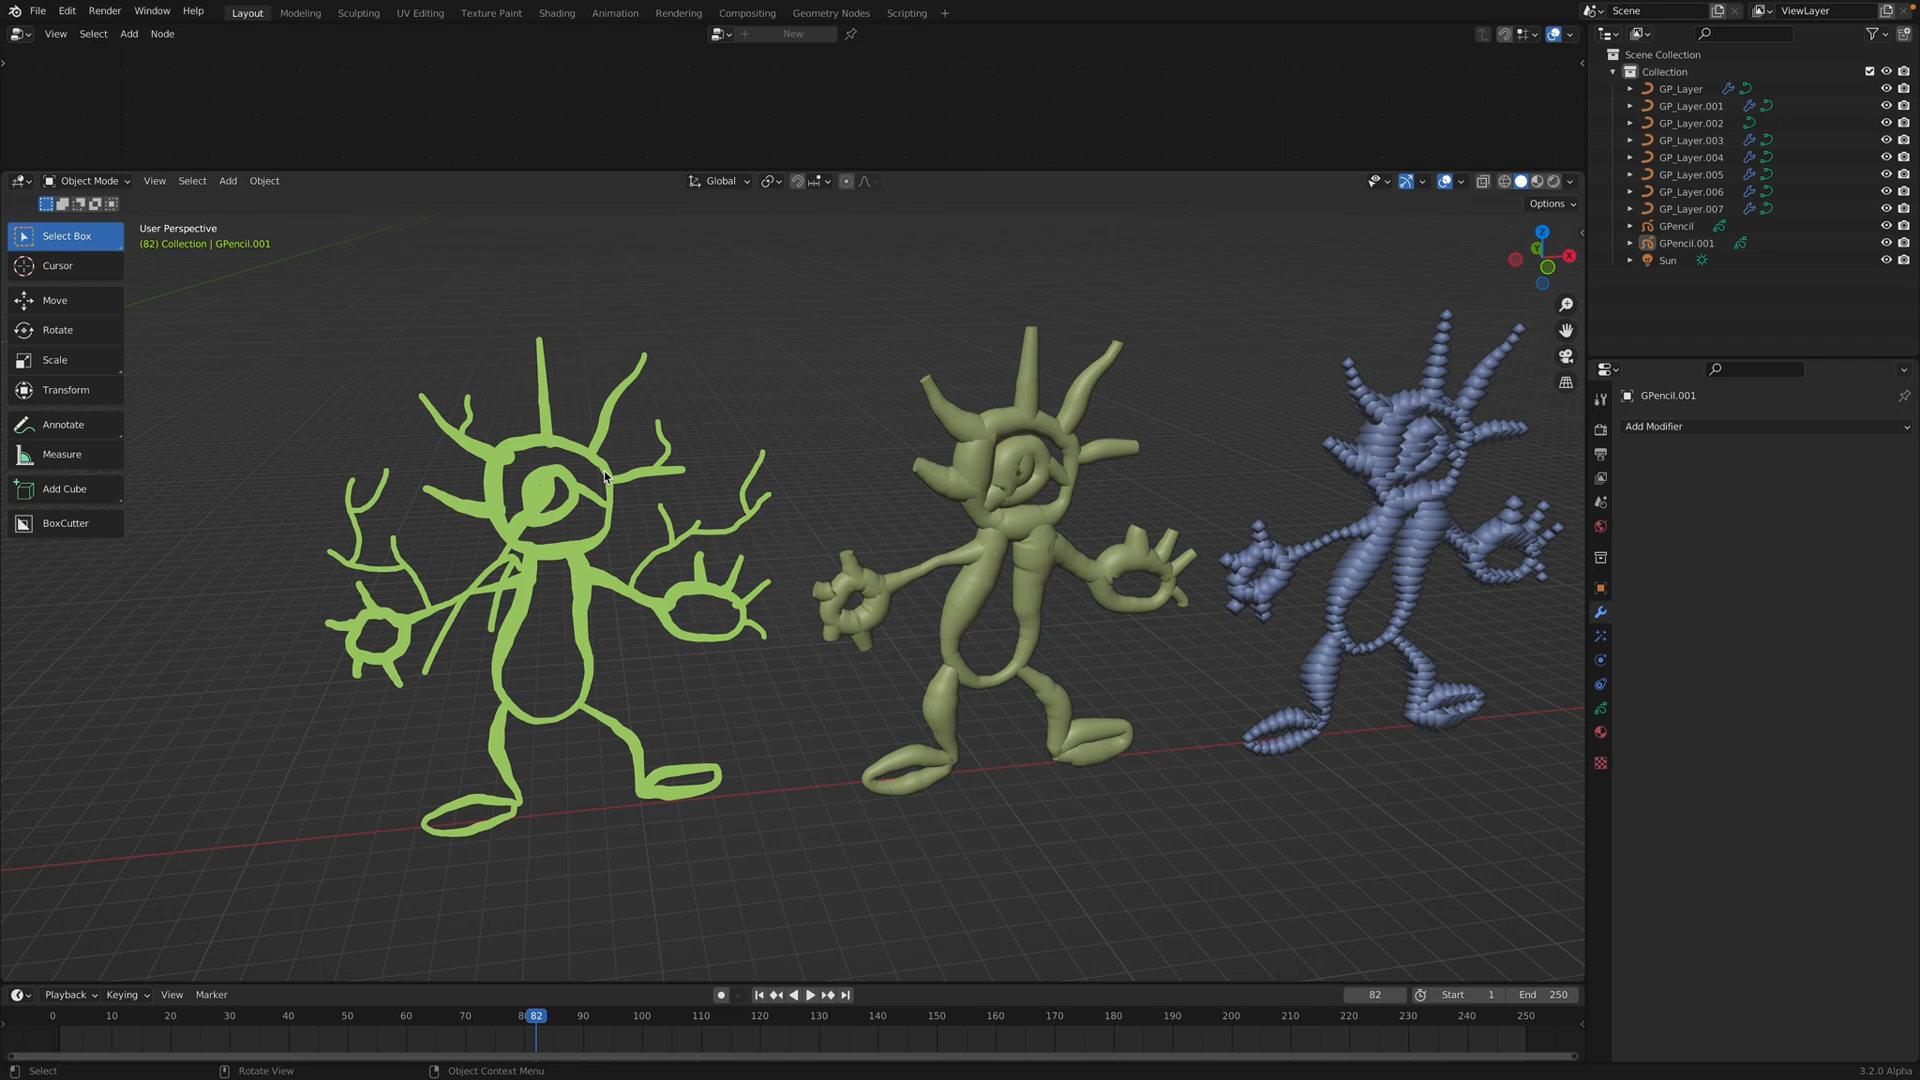 File Edit Render Window Help Layout Modeling Sculpting UV Editing Texture Paint Shading Animation Rendering Compositing Geometry Nodes Scripting + Scene ViewLayer
View Select Add Node New
Scene Collection
Collection
GP_Layer
GP_Layer.001
GP_Layer.002
GP_Layer.003
GP_Layer.004
GP_Layer.005
GP_Layer.006
GP_Layer.007
GPencil
GPencil.001
Sun
Object Mode View Select Add Object Global
Options
User Perspective
(82) Collection | GPencil.001
Z
Y
X
Select Box
Cursor
Move
Rotate
Scale
Transform
Annotate
Measure
Add Cube
BoxCutter
GPencil.001
Add Modifier
Playback Keying View Marker 82 Start 1 End 250
0 10 20 30 40 50 60 70 8 82 90 100 110 120 130 140 150 160 170 180 190 200 210 220 230 240 250
Select Rotate View Object Context Menu 3.2.0 Alpha